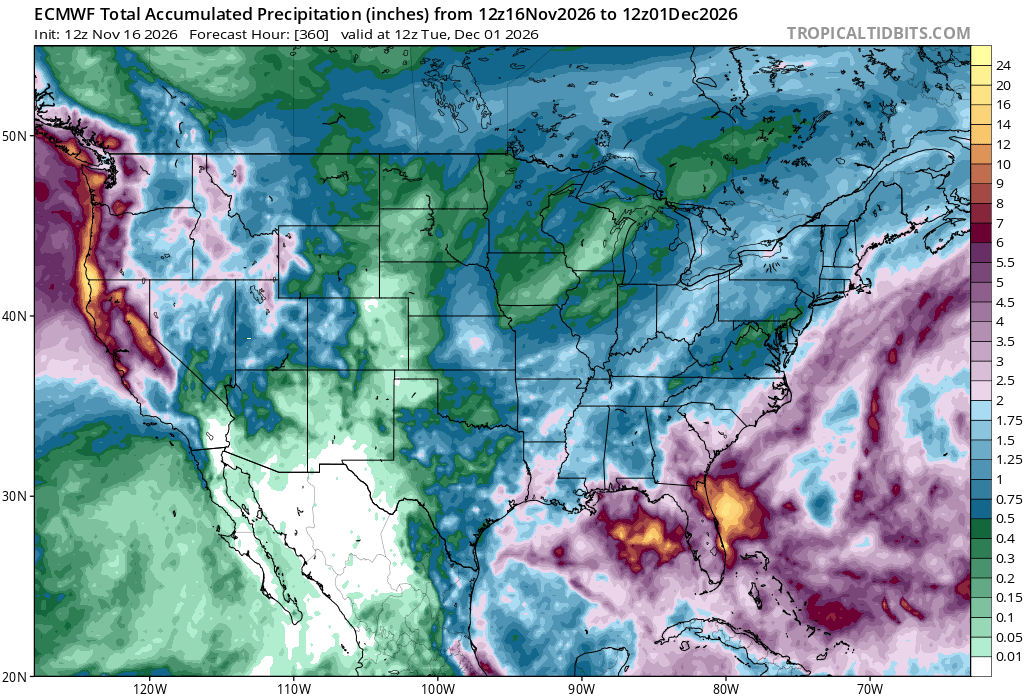 ECMWF Total Accumulated Precipitation (inches) from 12z16Nov2026 to 12z01Dec2026
Init: 12z Nov 16 2026 Forecast Hour: [360] valid at 12z Tue, Dec 01 2026
TROPICALTIDBITS.COM
50N
40N
30N
20N
120W
110W
100W
90W
80W
70W
24
20
16
14
12
10
9
8
7
6
5.5
5
4.5
4
3.5
3
2.5
2
1.75
1.5
1.25
1
0.75
0.5
0.4
0.3
0.2
0.15
0.1
0.05
0.01